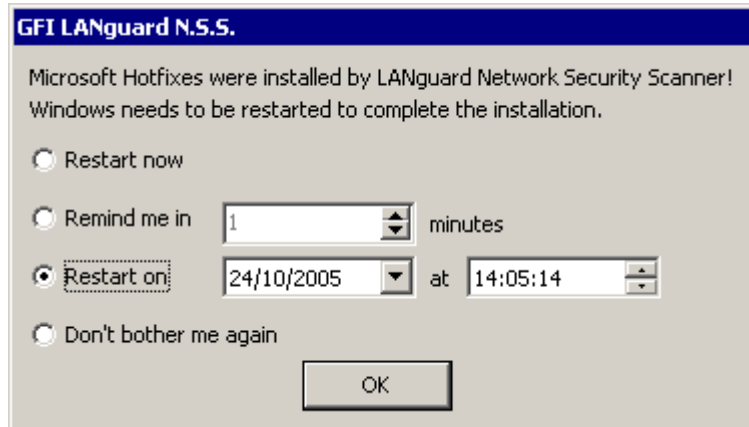 GFI LANguard N.S.S.
Microsoft Hotfixes were installed by LANguard Network Security Scanner!
Windows needs to be restarted to complete the installation.
Restart now
Remind me in 1 minutes
Restart on 24/10/2005 at 14:05:14
Don't bother me again
OK